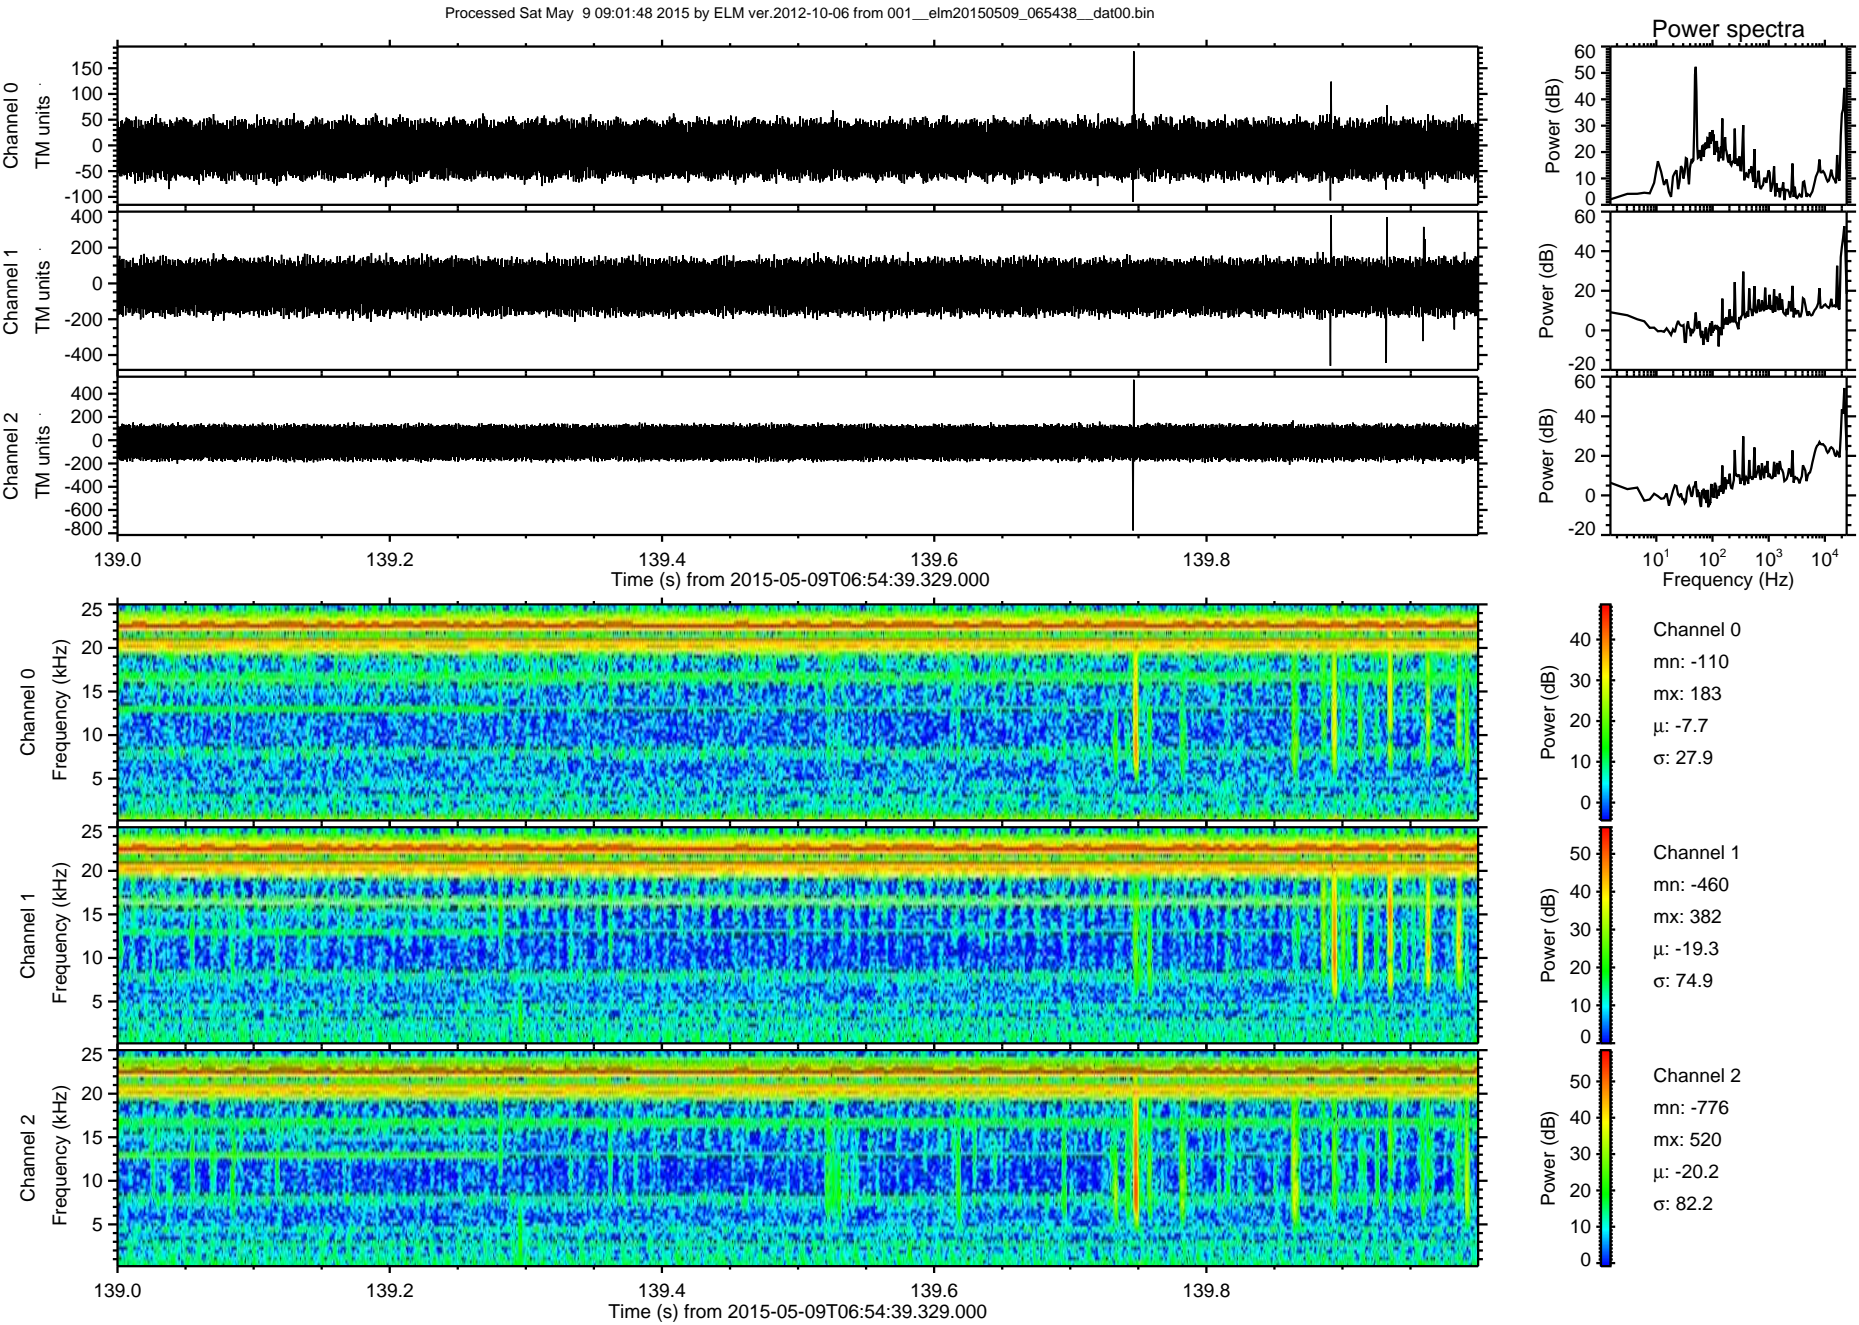 Processed Sat May  9 09:01:48 2015 by ELM ver.2012-10-06 from 001__elm20150509_065438__dat00.bin
Power spectra
Channel 0
TM units
150
100
50
0
-50
-100
Power (dB)
60
50
40
30
20
10
0
Channel 1
TM units
400
200
0
-200
-400
Power (dB)
60
40
20
0
-20
Channel 2
TM units
400
200
0
-200
-400
-600
-800
Power (dB)
60
40
20
0
-20
139.0 139.2 139.4 139.6 139.8
Time (s) from 2015-05-09T06:54:39.329.000
10¹ 10² 10³ 10⁴
Frequency (Hz)
Channel 0
Frequency (kHz)
25
20
15
10
5
Power (dB)
40
30
20
10
0
Channel 0
mn: -110
mx: 183
μ: -7.7
σ: 27.9
Channel 1
Frequency (kHz)
25
20
15
10
5
Power (dB)
50
40
30
20
10
0
Channel 1
mn: -460
mx: 382
μ: -19.3
σ: 74.9
Channel 2
Frequency (kHz)
25
20
15
10
5
Power (dB)
50
40
30
20
10
0
Channel 2
mn: -776
mx: 520
μ: -20.2
σ: 82.2
139.0 139.2 139.4 139.6 139.8
Time (s) from 2015-05-09T06:54:39.329.000